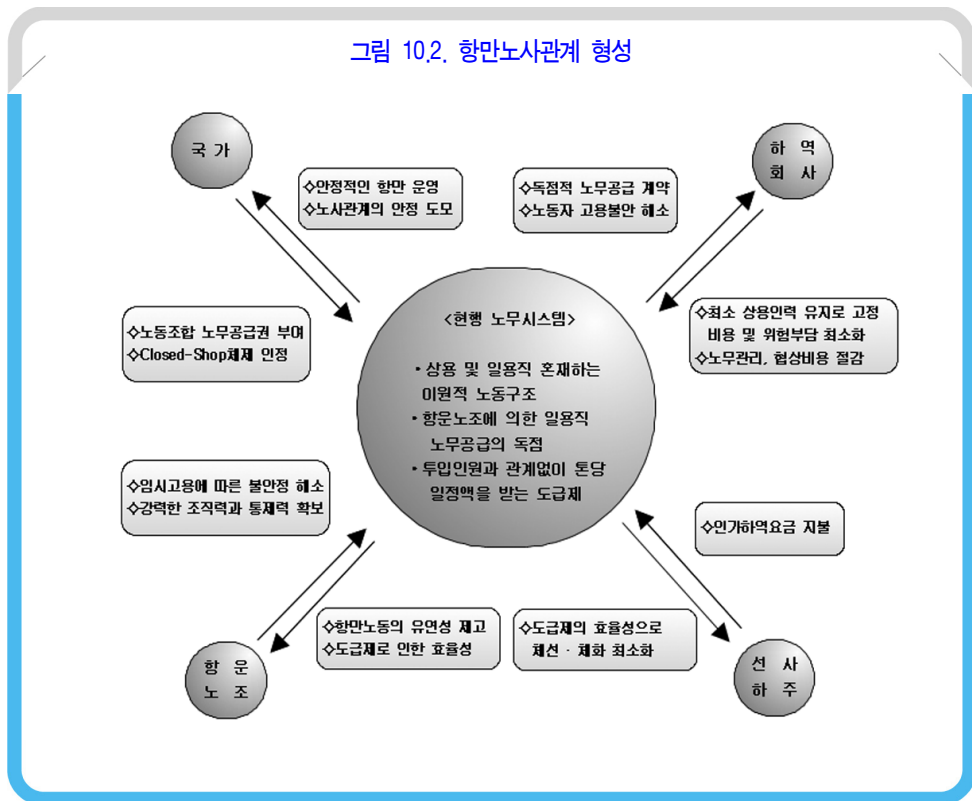 그림 10.2. 항만노사관계 형성
국 가
◇안정적인 항만 운영
◇노사관계의 안정 도모
◇독점적 노무공급 계약
◇노동자 고용불안 해소
하 역
회 사
◇노동조합 노무공급권 부여
◇Closed-Shop체제 인정
<현행 노무시스템>
• 상용 및 일용직 혼재하는
이원적 노동구조
• 항운노조에 의한 일용직
노무공급의 독점
• 투입인원과 관계없이 톤당
일정액을 받는 도급제
◇최소 상용인력 유지로 고정
비용 및 위험부담 최소화
◇노무관리, 협상비용 절감
◇임시고용에 따른 불안정 해소
◇강력한 조직력과 통제력 확보
◇인가하역요금 지불
항 운
노 조
◇항만노동의 유연성 제고
◇도급제로 인한 효율성
◇도급제의 효율성으로
체선 · 체화 최소화
선 사
하 주